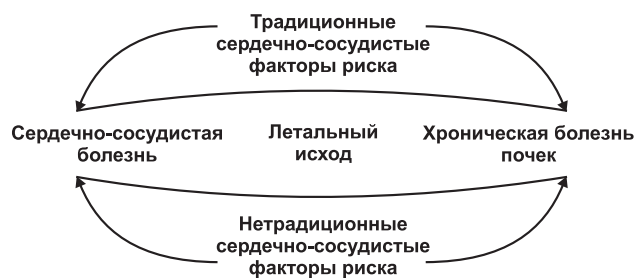 Традиционные
сердечно-сосудистые
факторы риска
Сердечно-сосудистая
болезнь
Летальный
исход
Хроническая болезнь
почек
Нетрадиционные
сердечно-сосудистые
факторы риска